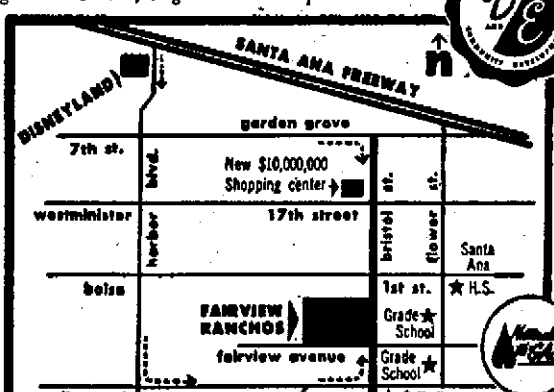 SANTA ANA FREEWAY
n
DISNEYLAND
garden grove
7th st.
blvd.
New $10,000,000
Shopping center
st.
st.
westminister
17th street
harbor
bristol
flower
Santa
Ana
bolsa
1st st.
H.S.
FAIRVIEW
RANCHOS
Grade
School
fairview avenue
Grade
School